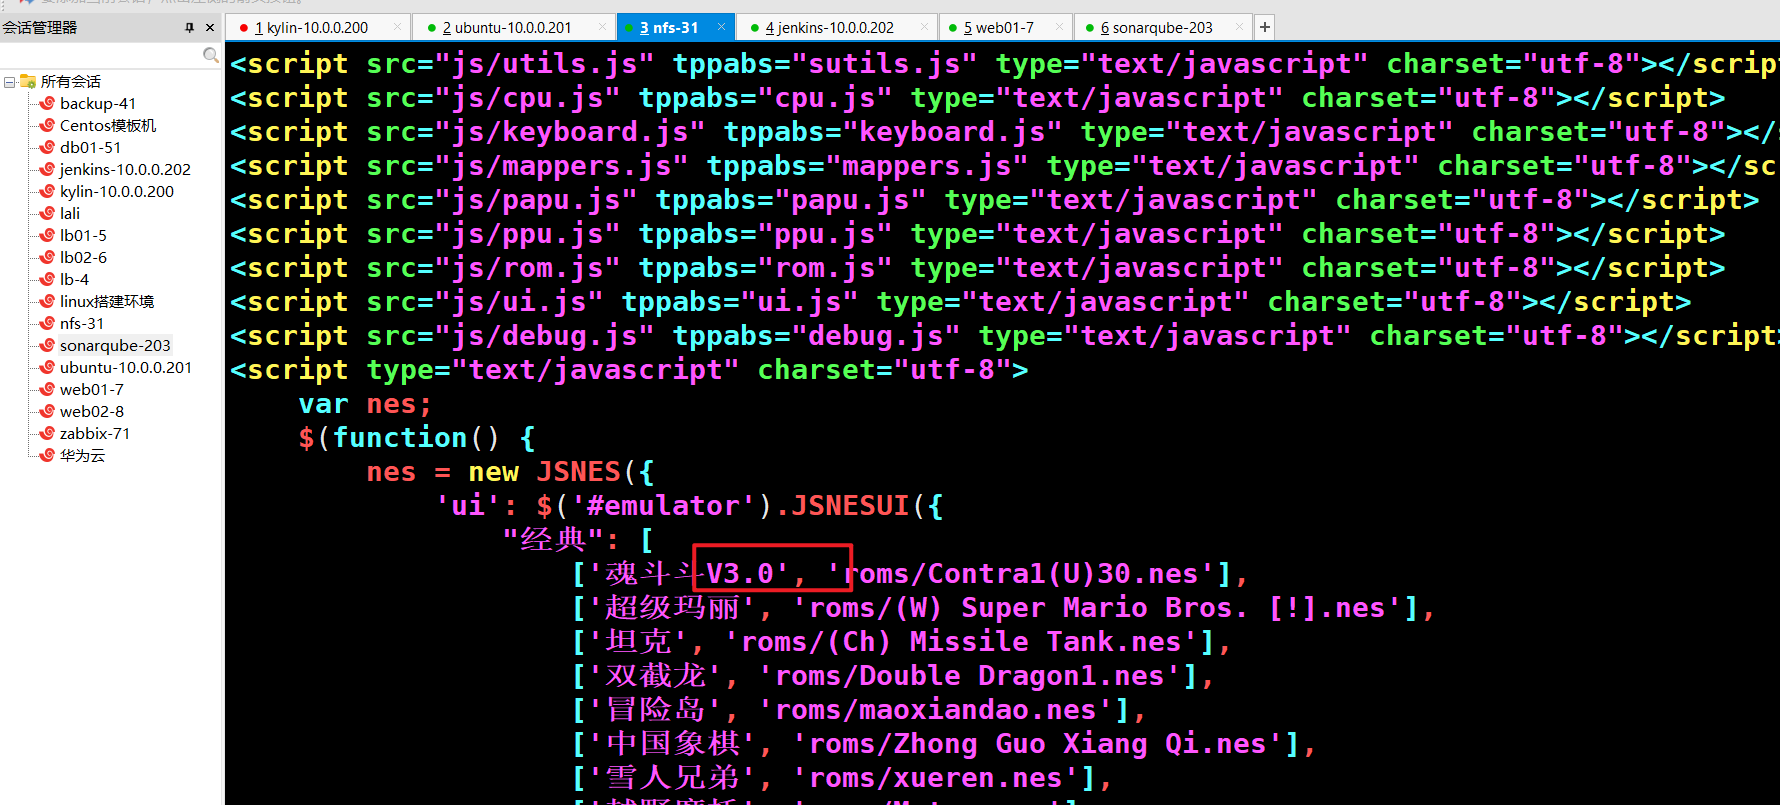 会话管理器
1 kylin-10.0.0.200
2 ubuntu-10.0.0.201
3 nfs-31
4 jenkins-10.0.0.202
5 web01-7
6 sonarqube-203
所有会话
backup-41
Centos模板机
db01-51
jenkins-10.0.0.202
kylin-10.0.0.200
lali
lb01-5
lb02-6
lb-4
linux搭建环境
nfs-31
sonarqube-203
ubuntu-10.0.0.201
web01-7
web02-8
zabbix-71
华为云
<script src="js/utils.js" tppabs="sutils.js" type="text/javascript" charset="utf-8"></script
<script src="js/cpu.js" tppabs="cpu.js" type="text/javascript" charset="utf-8"></script>
<script src="js/keyboard.js" tppabs="keyboard.js" type="text/javascript" charset="utf-8"></s
<script src="js/mappers.js" tppabs="mappers.js" type="text/javascript" charset="utf-8"></sc
<script src="js/papu.js" tppabs="papu.js" type="text/javascript" charset="utf-8"></script>
<script src="js/ppu.js" tppabs="ppu.js" type="text/javascript" charset="utf-8"></script>
<script src="js/rom.js" tppabs="rom.js" type="text/javascript" charset="utf-8"></script>
<script src="js/ui.js" tppabs="ui.js" type="text/javascript" charset="utf-8"></script>
<script src="js/debug.js" tppabs="debug.js" type="text/javascript" charset="utf-8"></script>
<script type="text/javascript" charset="utf-8">
var nes;
$(function() {
nes = new JSNES({
'ui': $('#emulator').JSNESUI({
"经典": [
['魂斗斗V3.0', 'roms/Contra1(U)30.nes'],
['超级玛丽', 'roms/(W) Super Mario Bros. [!].nes'],
['坦克', 'roms/(Ch) Missile Tank.nes'],
['双截龙', 'roms/Double Dragon1.nes'],
['冒险岛', 'roms/maoxiandao.nes'],
['中国象棋', 'roms/Zhong Guo Xiang Qi.nes'],
['雪人兄弟', 'roms/xueren.nes'],